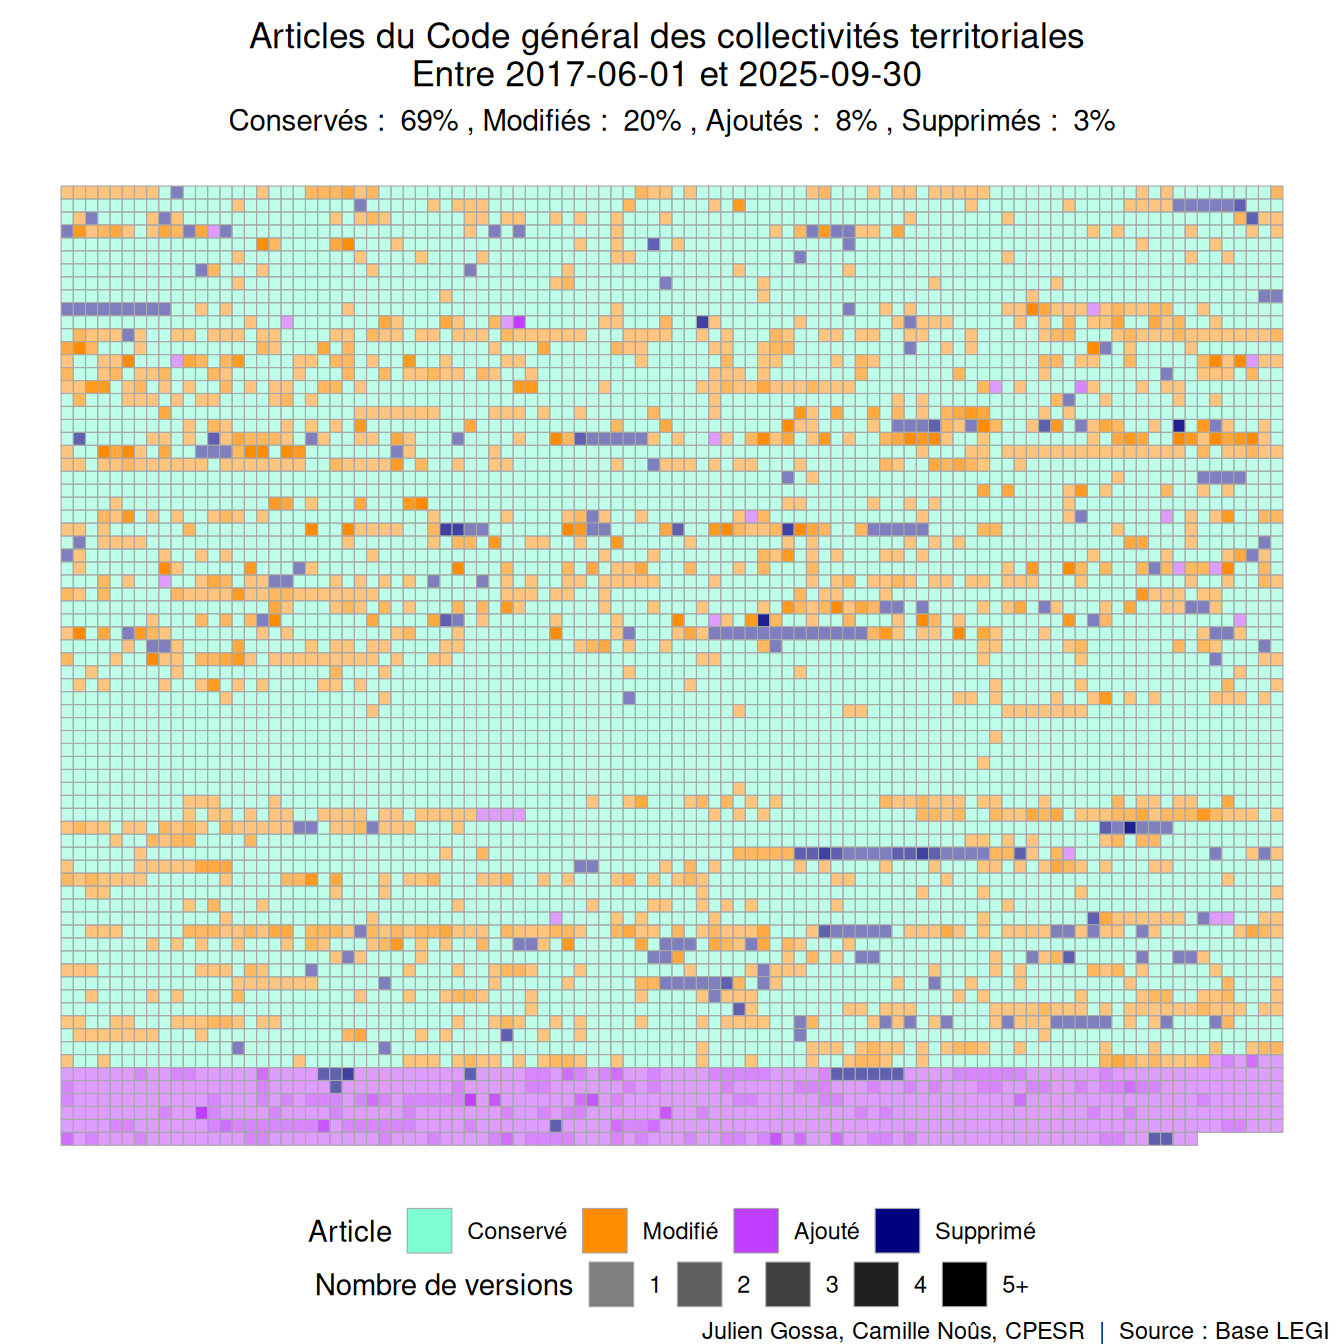 Articles du Code général des collectivités territoriales
Entre 2017-06-01 et 2025-09-30
Conservés :  69% , Modifiés :  20% , Ajoutés :  8% , Supprimés :  3%
Article Conservé Modifié Ajouté Supprimé
Nombre de versions 1 2 3 4 5+
Julien Gossa, Camille Noûs, CPESR | Source : Base LEGI